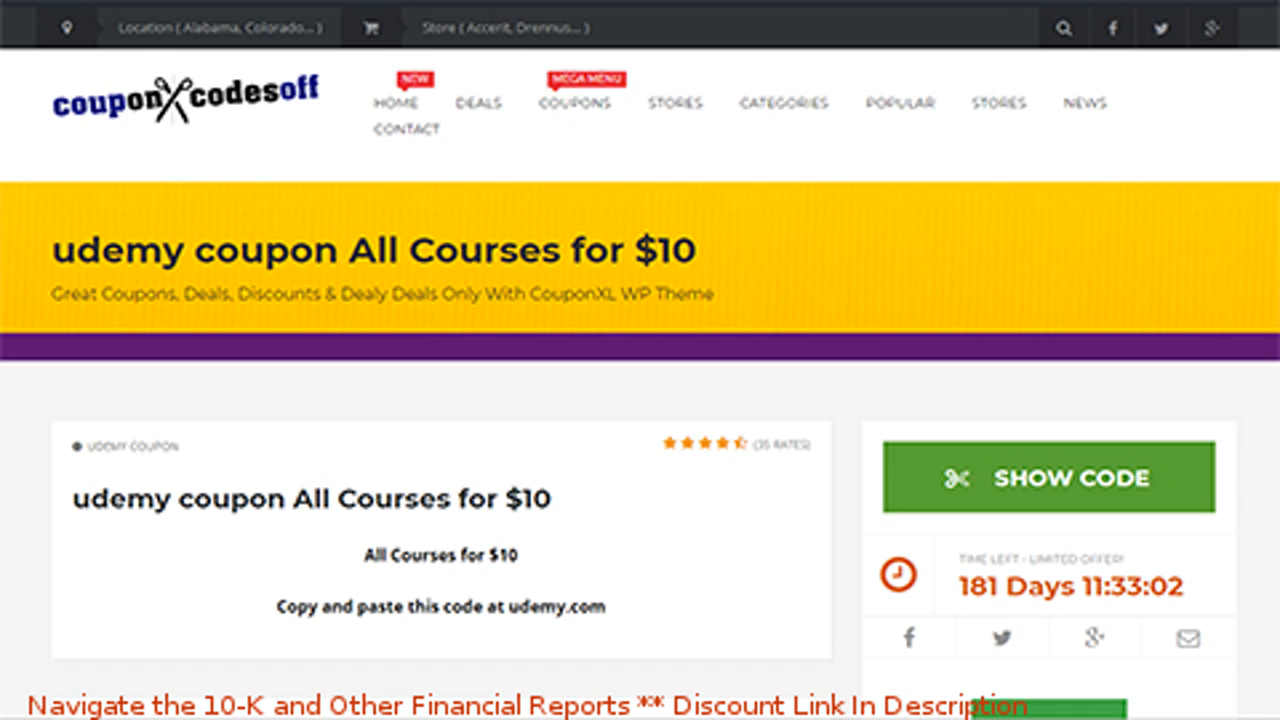 Location ( Alabama, Colorado... ) Store ( Accent, Drennus... )
NEW MEGA MENU
couponcodesoff
HOME DEALS COUPONS STORES CATEGORIES POPULAR STORES NEWS
CONTACT
udemy coupon All Courses for $10
Great Coupons, Deals, Discounts & Dealy Deals Only With CouponXL WP Theme
UDEMY COUPON (35 RATES)
udemy coupon All Courses for $10
All Courses for $10
Copy and paste this code at udemy.com
SHOW CODE
TIME LEFT - LIMITED OFFER!
181 Days 11:33:02
Navigate the 10-K and Other Financial Reports ** Discount Link In Description